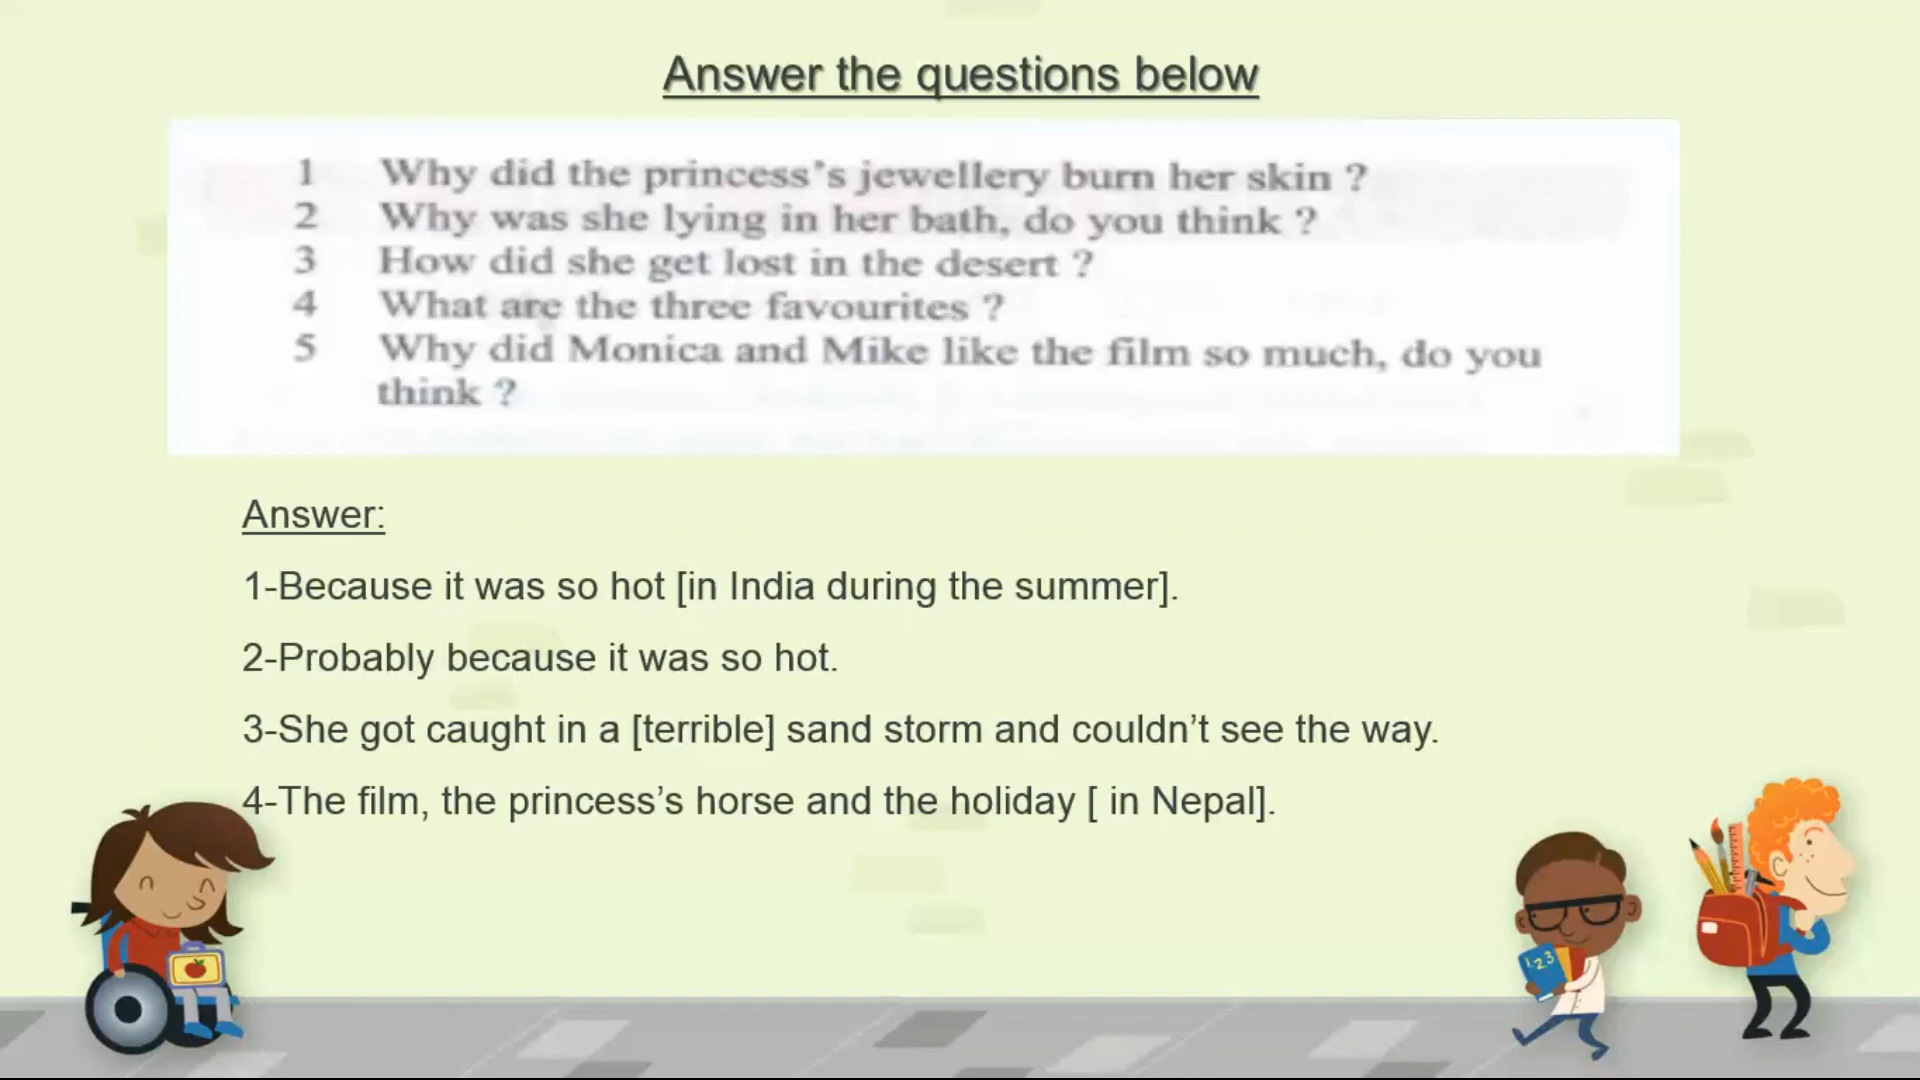 Answer the questions below
1 Why did the princess's jewellery burn her skin ?
2 Why was she lying in her bath, do you think ?
3 How did she get lost in the desert ?
4 What are the three favourites ?
5 Why did Monica and Mike like the film so much, do you
think ?
Answer:
1-Because it was so hot [in India during the summer].
2-Probably because it was so hot.
3-She got caught in a [terrible] sand storm and couldn’t see the way.
4-The film, the princess’s horse and the holiday [ in Nepal].
123